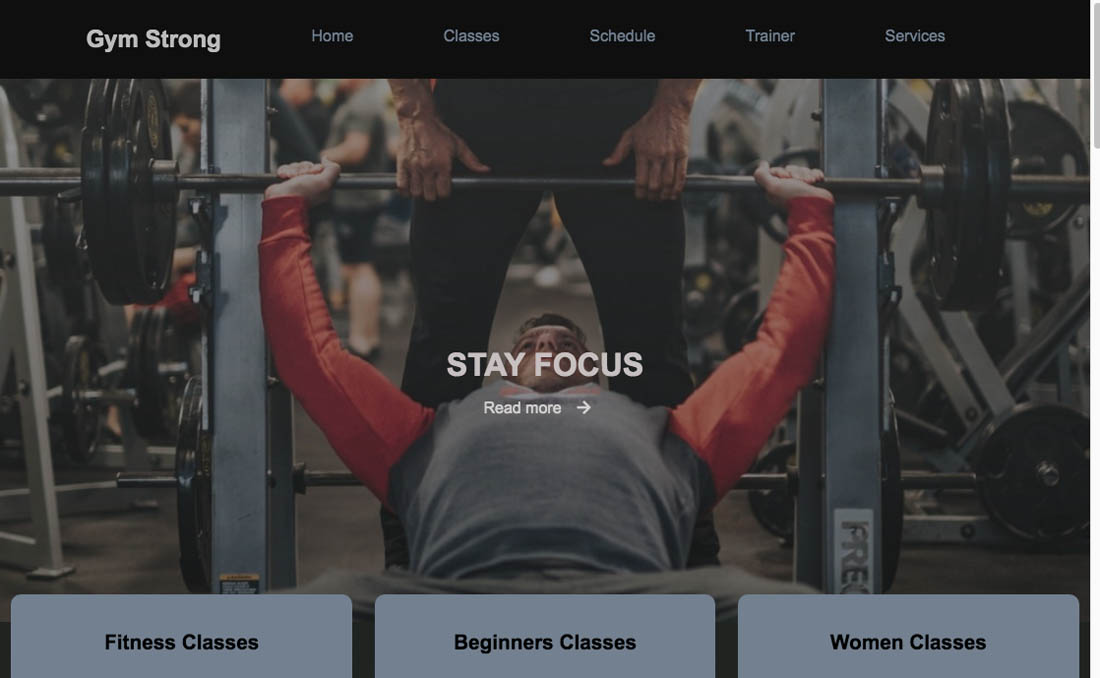 Gym Strong
Home
Classes
Schedule
Trainer
Services
STAY FOCUS
Read more →
Fitness Classes
Beginners Classes
Women Classes